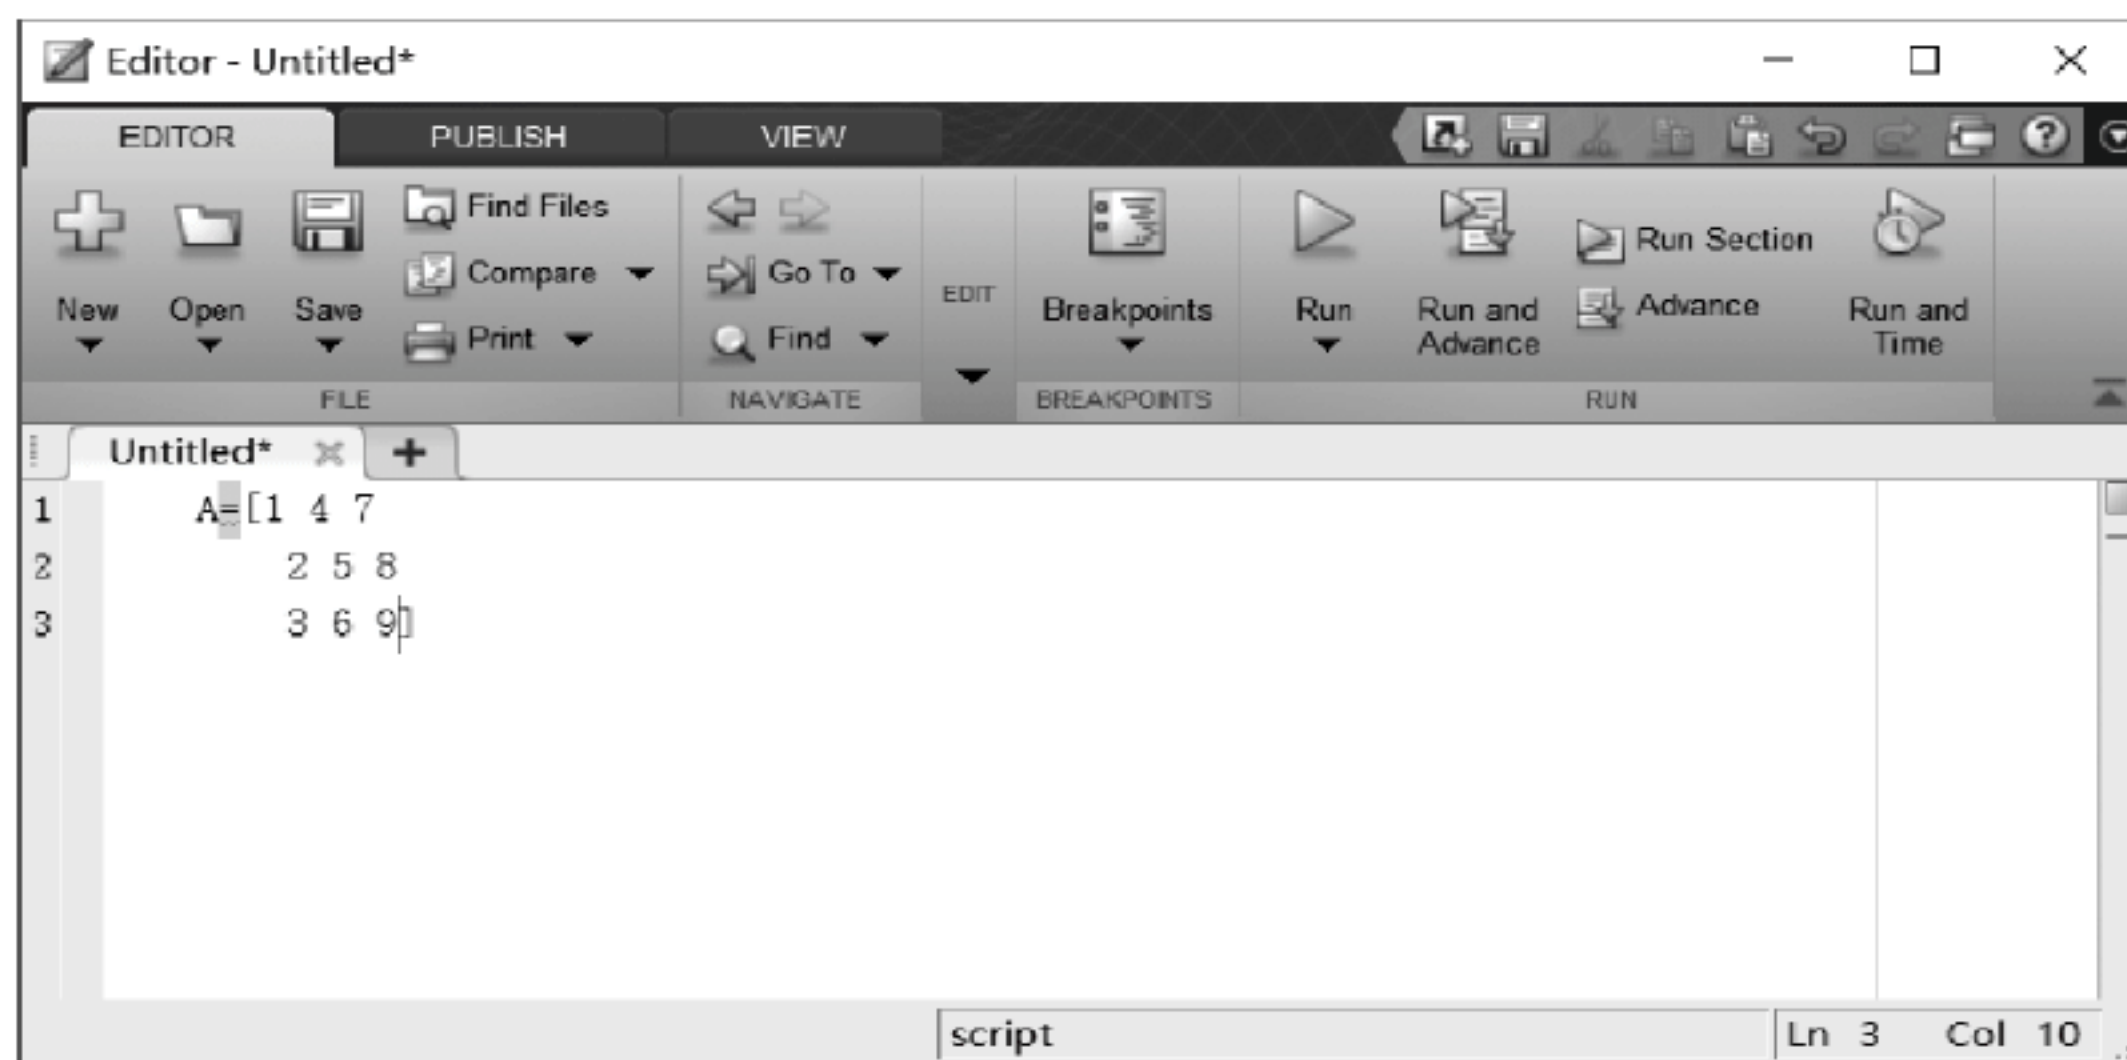 Editor - Untitled*
EDITOR PUBLISH VIEW
New
Open
Save
Find Files
Compare
Print
FILE
Go To
Find
NAVIGATE
EDIT
Breakpoints
BREAKPOINTS
Run
Run and
Advance
Run Section
Advance
Run and
Time
RUN
Untitled*
1 A=[1 4 7
2 2 5 8
3 3 6 9]
script Ln 3 Col 10